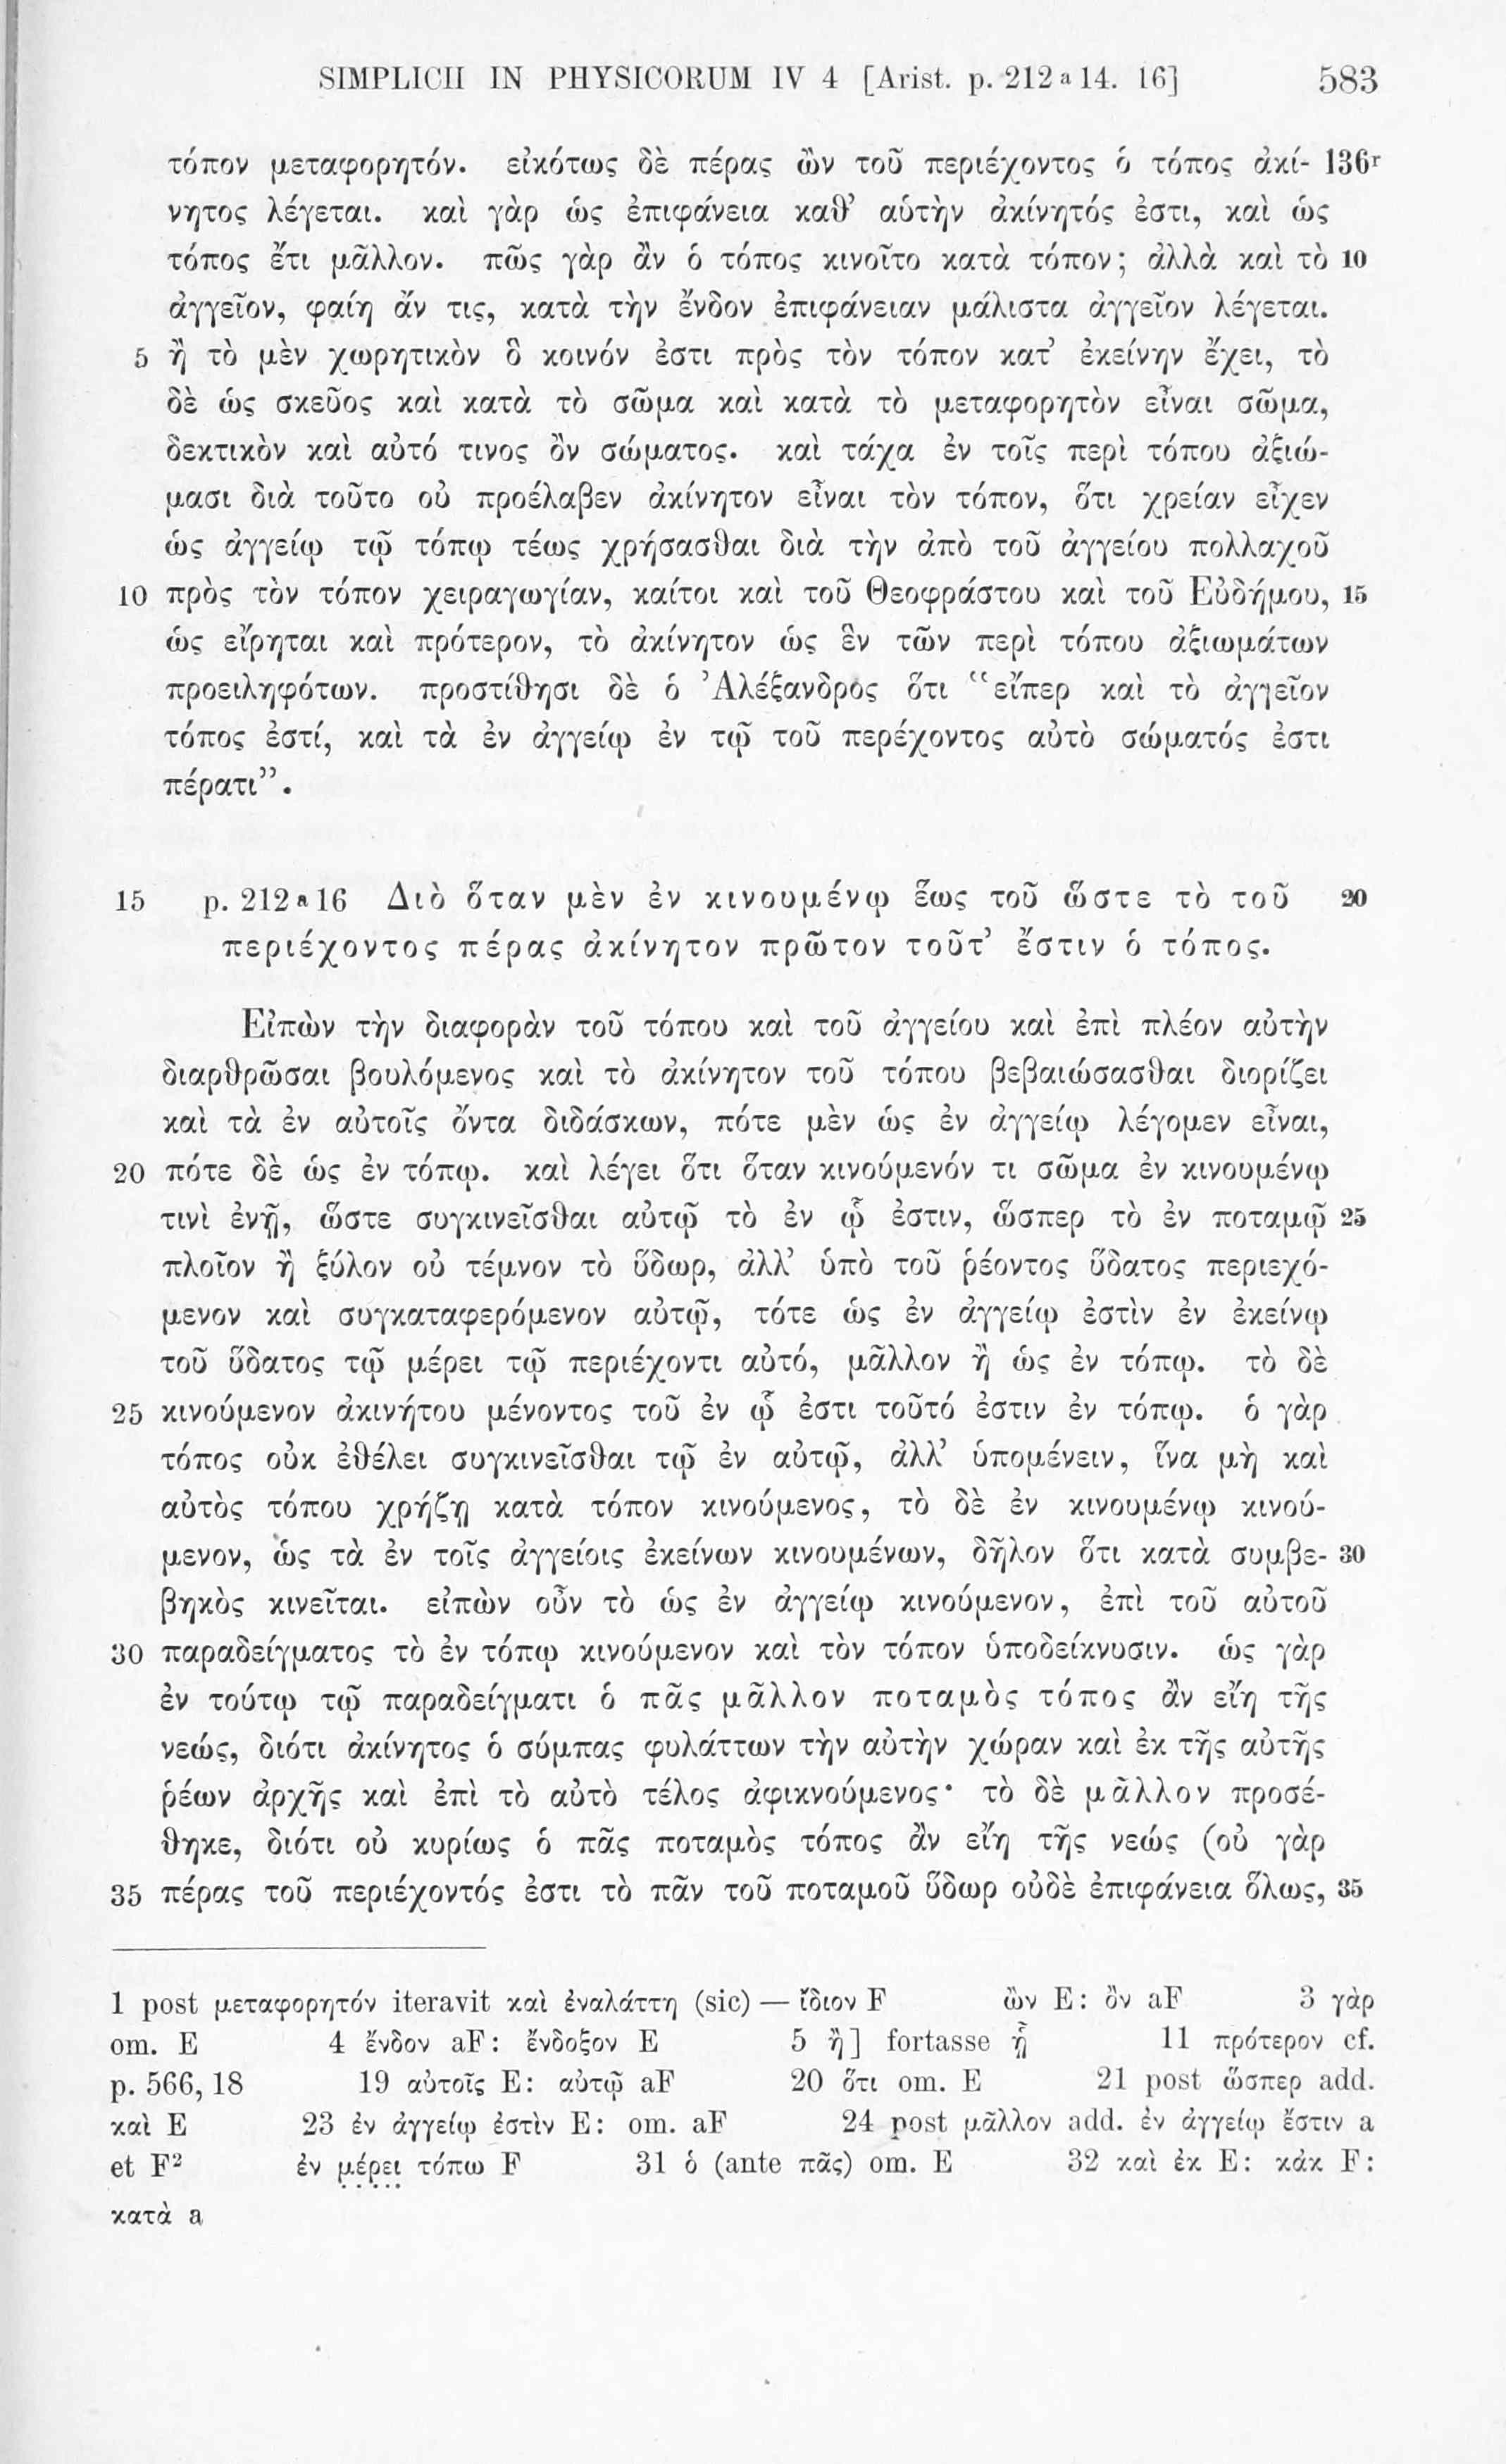 SIMPLICII IN PHYSICORUM IV 4 [Arist. p. 212 a 14. 16] 583
τόπον μεταφορητόν. εἰκότως δὲ πέρας ὢν τοῦ περιέχοντος ὁ τόπος ἀκί- 136r
νητος λέγεται. καὶ γὰρ ὡς ἐπιφάνεια καθ’ αὑτὴν ἀκίνητός ἐστι, καὶ ὡς
τόπος ἔτι μᾶλλον. πῶς γὰρ ἂν ὁ τόπος κινοῖτο κατὰ τόπον; ἀλλὰ καὶ τὸ 10
ἀγγεῖον, φαίη ἄν τις, κατὰ τὴν ἔνδον ἐπιφάνειαν μάλιστα ἀγγεῖον λέγεται.
5 ἢ τὸ μὲν χωρητικὸν ὃ κοινόν ἐστι πρὸς τὸν τόπον κατ’ ἐκείνην ἔχει, τὸ
δὲ ὡς σκεῦος καὶ κατὰ τὸ σῶμα καὶ κατὰ τὸ μεταφορητὸν εἶναι σῶμα,
δεκτικὸν καὶ αὐτό τινος ὂν σώματος. καὶ τάχα ἐν τοῖς περὶ τόπου ἀξιώ-
μασι διὰ τοῦτο οὐ προέλαβεν ἀκίνητον εἶναι τὸν τόπον, ὅτι χρείαν εἶχεν
ὡς ἀγγείῳ τῷ τόπῳ τέως χρήσασθαι διὰ τὴν ἀπὸ τοῦ ἀγγείου πολλαχοῦ
10 πρὸς τὸν τόπον χειραγωγίαν, καίτοι καὶ τοῦ Θεοφράστου καὶ τοῦ Εὐδήμου, 15
ὡς εἴρηται καὶ πρότερον, τὸ ἀκίνητον ὡς ἓν τῶν περὶ τόπου ἀξιωμάτων
προειληφότων. προστίθησι δὲ ὁ Ἀλέξανδρος ὅτι “εἴπερ καὶ τὸ ἀγγεῖον
τόπος ἐστί, καὶ τὰ ἐν ἀγγείῳ ἐν τῷ τοῦ περέχοντος αὐτὸ σώματός ἐστι
πέρατι”.
15 p. 212 a 16 Διὸ ὅταν μὲν ἐν κινουμένῳ ἕως τοῦ ὥστε τὸ τοῦ 20
περιέχοντος πέρας ἀκίνητον πρῶτον τοῦτ’ ἔστιν ὁ τόπος.
Εἰπὼν τὴν διαφορὰν τοῦ τόπου καὶ τοῦ ἀγγείου καὶ ἐπὶ πλέον αὐτὴν
διαρθρῶσαι βουλόμενος καὶ τὸ ἀκίνητον τοῦ τόπου βεβαιώσασθαι διορίζει
καὶ τὰ ἐν αὐτοῖς ὄντα διδάσκων, πότε μὲν ὡς ἐν ἀγγείῳ λέγομεν εἶναι,
20 πότε δὲ ὡς ἐν τόπῳ. καὶ λέγει ὅτι ὅταν κινούμενόν τι σῶμα ἐν κινουμένῳ
τινὶ ἐνῇ, ὥστε συγκινεῖσθαι αὐτῷ τὸ ἐν ᾧ ἐστιν, ὥσπερ τὸ ἐν ποταμῷ 25
πλοῖον ἢ ξύλον οὐ τέμνον τὸ ὕδωρ, ἀλλ’ ὑπὸ τοῦ ῥέοντος ὕδατος περιεχό-
μενον καὶ συγκαταφερόμενον αὐτῷ, τότε ὡς ἐν ἀγγείῳ ἐστὶν ἐν ἐκείνῳ
τοῦ ὕδατος τῷ μέρει τῷ περιέχοντι αὐτό, μᾶλλον ἢ ὡς ἐν τόπῳ. τὸ δὲ
25 κινούμενον ἀκινήτου μένοντος τοῦ ἐν ᾧ ἐστι τοῦτό ἐστιν ἐν τόπῳ. ὁ γὰρ
τόπος οὐκ ἐθέλει συγκινεῖσθαι τῷ ἐν αὐτῷ, ἀλλ’ ὑπομένειν, ἵνα μὴ καὶ
αὐτὸς τόπου χρήζῃ κατὰ τόπον κινούμενος, τὸ δὲ ἐν κινουμένῳ κινού-
μενον, ὡς τὰ ἐν τοῖς ἀγγείοις ἐκείνων κινουμένων, δῆλον ὅτι κατὰ συμβε- 30
βηκὸς κινεῖται. εἰπὼν οὖν τὸ ὡς ἐν ἀγγείῳ κινούμενον, ἐπὶ τοῦ αὐτοῦ
30 παραδείγματος τὸ ἐν τόπῳ κινούμενον καὶ τὸν τόπον ὑποδείκνυσιν. ὡς γὰρ
ἐν τούτῳ τῷ παραδείγματι ὁ πᾶς μᾶλλον ποταμὸς τόπος ἂν εἴη τῆς
νεώς, διότι ἀκίνητος ὁ σύμπας φυλάττων τὴν αὐτὴν χώραν καὶ ἐκ τῆς αὐτῆς
ῥέων ἀρχῆς καὶ ἐπὶ τὸ αὐτὸ τέλος ἀφικνούμενος· τὸ δὲ μᾶλλον προσέ-
θηκε, διότι οὐ κυρίως ὁ πᾶς ποταμὸς τόπος ἂν εἴη τῆς νεώς (οὐ γὰρ
35 πέρας τοῦ περιέχοντός ἐστι τὸ πᾶν τοῦ ποταμοῦ ὕδωρ οὐδὲ ἐπιφάνεια ὅλως, 35
1 post μεταφορητόν iteravit καὶ ἐναλάττη (sic) — ἴδιον F ὢν E: ὂν aF 3 γὰρ
om. E 4 ἔνδον aF: ἔνδοξον E 5 ἢ] fortasse ᾗ 11 πρότερον cf.
p. 566, 18 19 αὐτοῖς E: αὐτῷ aF 20 ὅτι om. E 21 post ὥσπερ add.
καὶ E 23 ἐν ἀγγείῳ ἐστὶν E: om. aF 24 post μᾶλλον add. ἐν ἀγγείῳ ἔστιν a
et F² ἐν μέρει τόπω F 31 ὁ (ante πᾶς) om. E 32 καὶ ἐκ E: κἀκ F:
κατὰ a